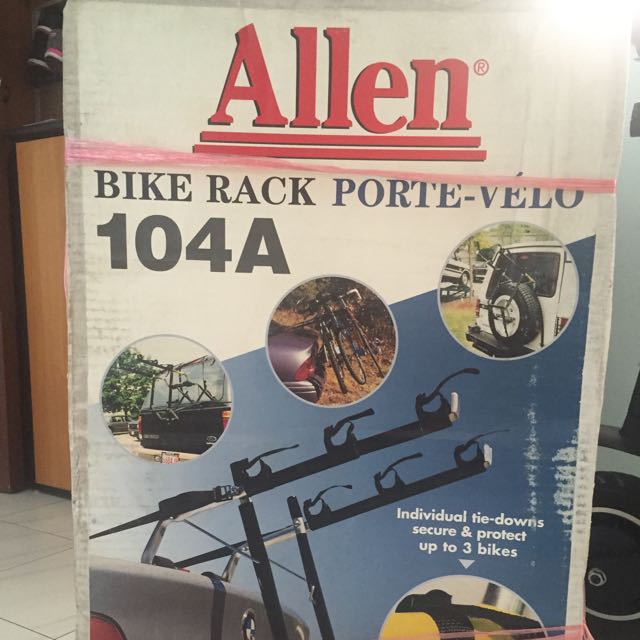 Allen®
BIKE RACK PORTE-VÉLO
104A
Individual tie-downs
secure & protect
up to 3 bikes